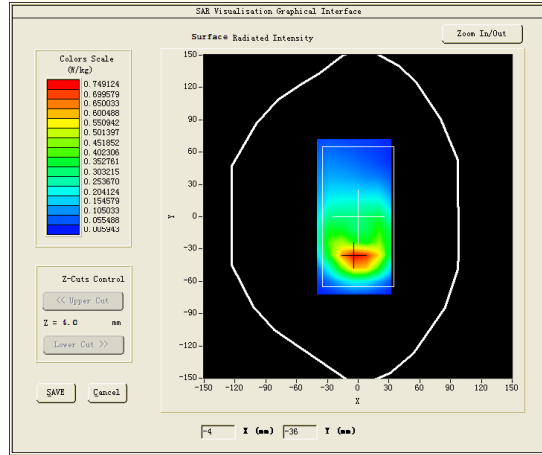 SAR Visualisation Graphical Interface
Surface Radiated Intensity
Zoom In/Out
Colors Scale
(W/kg)
0.749124
0.699579
0.650033
0.600488
0.550942
0.501397
0.451852
0.402306
0.352761
0.303215
0.253670
0.204124
0.154579
0.105033
0.055488
0.005943
150
120
90
60
30
0
-30
-60
-90
-120
-150
Y
-150 -120 -90 -60 -30 0 30 60 90 120 150
X
Z-Cuts Control
<< Upper Cut
Z = 4.0 mm
Lower Cut >>
SAVE Cancel
-4 X (mm) -36 Y (mm)